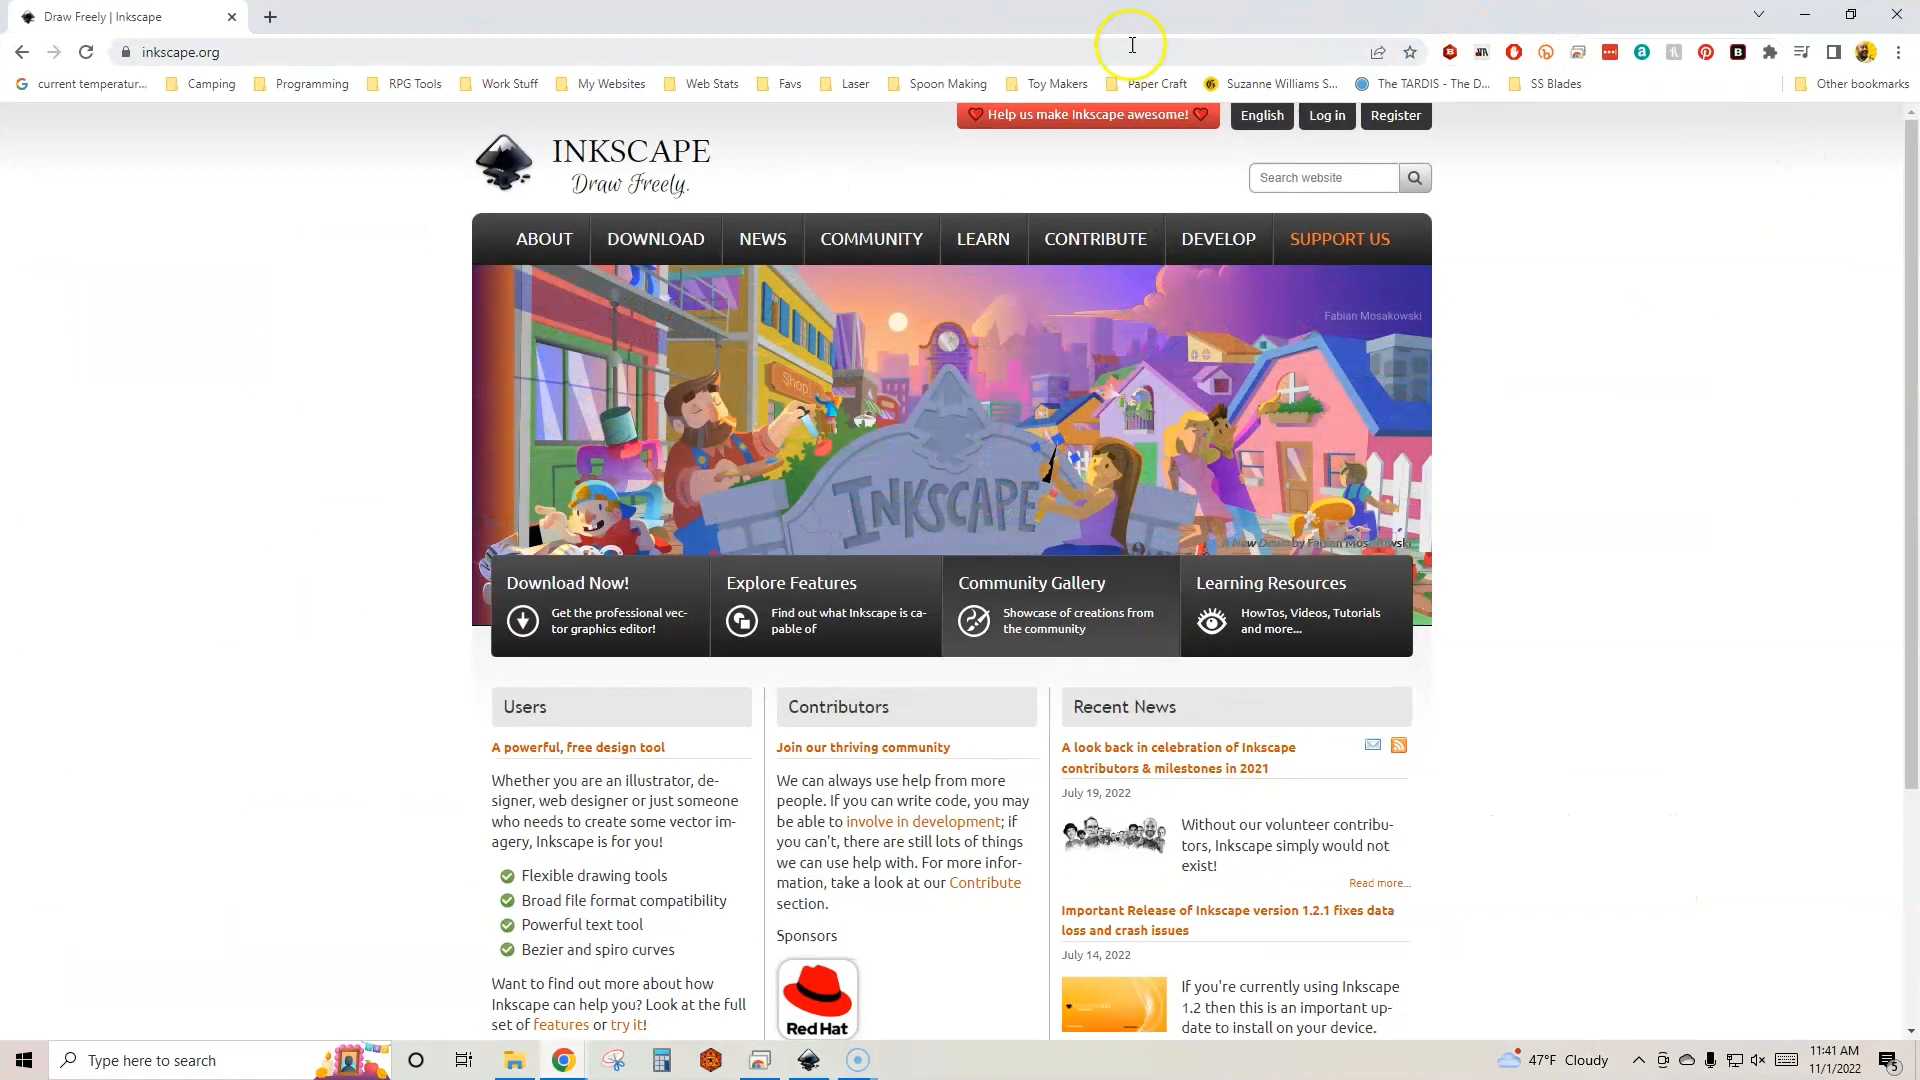 Draw Freely | Inkscape
inkscape.org
current temperatur...
Camping
Programming
RPG Tools
Work Stuff
My Websites
Web Stats
Favs
Laser
Spoon Making
Toy Makers
Paper Craft
Suzanne Williams S...
The TARDIS - The D...
SS Blades
Other bookmarks
Help us make Inkscape awesome!
English
Log in
Register
INKSCAPE
Draw Freely.
Search website
ABOUT
DOWNLOAD
NEWS
COMMUNITY
LEARN
CONTRIBUTE
DEVELOP
SUPPORT US
Fabian Mosakowski
Shop
INKSCAPE
A New Dawn by Fabian Mosakowski
Download Now!
Get the professional vec-
tor graphics editor!
Explore Features
Find out what Inkscape is ca-
pable of
Community Gallery
Showcase of creations from
the community
Learning Resources
HowTos, Videos, Tutorials
and more...
Users
A powerful, free design tool
Whether you are an illustrator, de-
signer, web designer or just someone
who needs to create some vector im-
agery, Inkscape is for you!
Flexible drawing tools
Broad file format compatibility
Powerful text tool
Bezier and spiro curves
Want to find out more about how
Inkscape can help you? Look at the full
set of features or try it!
Contributors
Join our thriving community
We can always use help from more
people. If you can write code, you may
be able to involve in development; if
you can't, there are still lots of things
we can use help with. For more infor-
mation, take a look at our Contribute
section.
Sponsors
Red Hat
Recent News
A look back in celebration of Inkscape
contributors & milestones in 2021
July 19, 2022
Without our volunteer contribu-
tors, Inkscape simply would not
exist!
Read more...
Important Release of Inkscape version 1.2.1 fixes data
loss and crash issues
July 14, 2022
If you're currently using Inkscape
1.2 then this is an important up-
date to install on your device.
Type here to search
47°F Cloudy
11:41 AM
11/1/2022
5